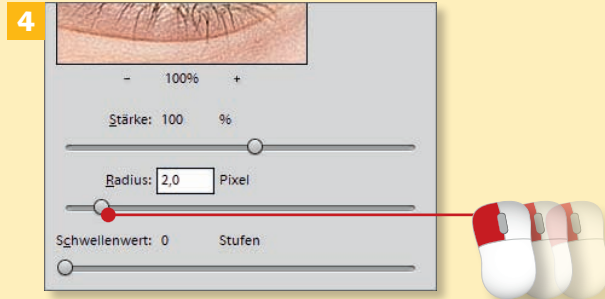 4
– 100% +
Stärke: 100 %
Radius: 2,0 Pixel
Schwellenwert: 0 Stufen